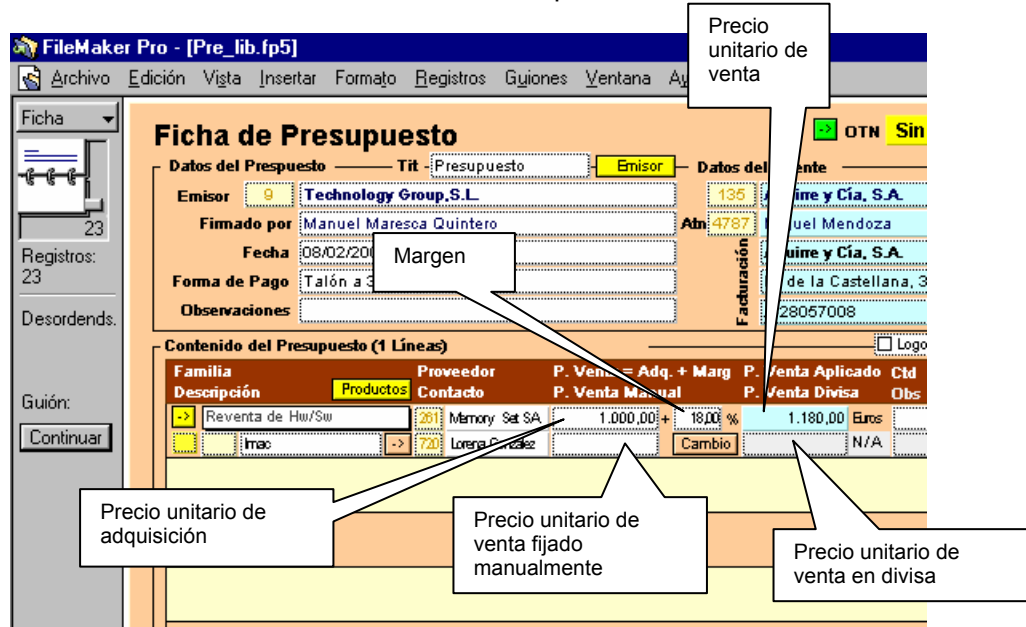 Precio
unitario de
venta
FileMaker Pro - [Pre_lib.fp5]
Archivo Edición Vista Insertar Formato Registros Guiones Ventana
Ficha
23
Registros:
23
Desordends.
Guión:
Continuar
Ficha de Presupuesto
-> OTN Sin
Datos del Prespuesto Tit - Presupuesto Emisor Datos del
Emisor 9 Technology Group,S.L. 135 y Cía, S.A.
Firmado por Manuel Maresca Quintero Atn 4787 Mendoza
Fecha 08/02/20
Margen
Facturación
y Cía, S.A.
Forma de Pago Talón a de la Castellana, 3
Observaciones 28057008
Contenido del Presupuesto (1 Líneas) Logo
Familia Proveedor P. Venta = Adq. + Marg P. Venta Aplicado Ctd
Descripción Productos Contacto P. Venta Manual P. Venta Divisa Obs
-> Reventa de Hw/Sw 261 Memory Set SA 1.000,00 + 18,00 % 1.180,00 Euros
Imac -> 720 Lorena González Cambio N/A
Precio unitario de
adquisición
Precio unitario de
venta fijado
manualmente
Precio unitario de
venta en divisa